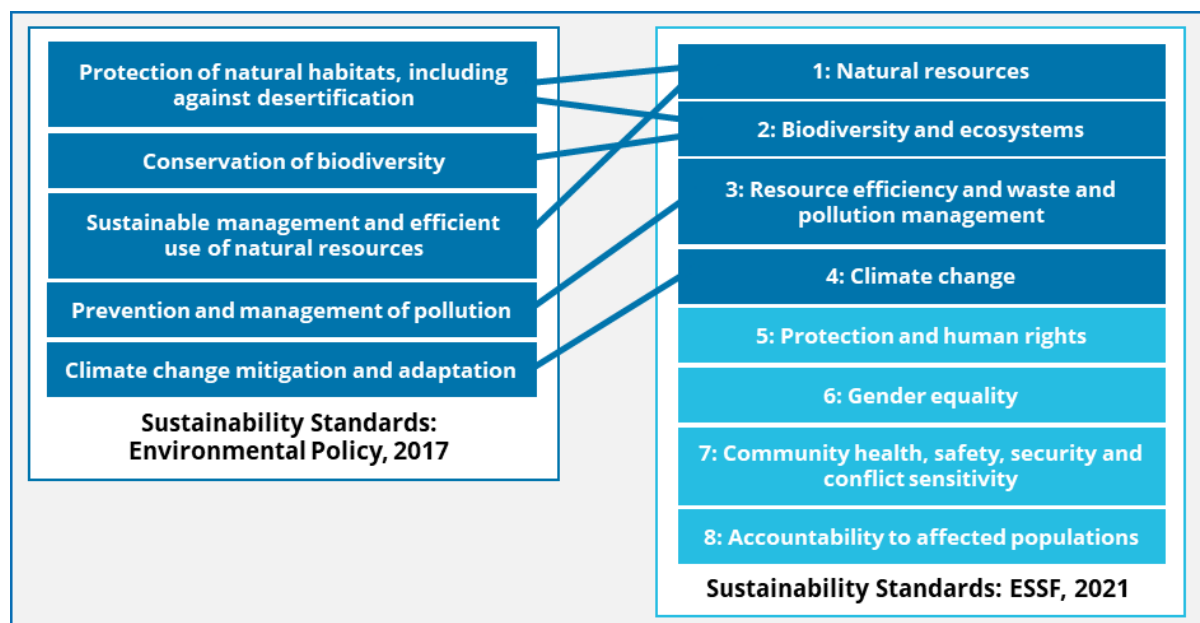 Protection of natural habitats, including
against desertification
Conservation of biodiversity
Sustainable management and efficient
use of natural resources
Prevention and management of pollution
Climate change mitigation and adaptation
Sustainability Standards:
Environmental Policy, 2017
1: Natural resources
2: Biodiversity and ecosystems
3: Resource efficiency and waste and
pollution management
4: Climate change
5: Protection and human rights
6: Gender equality
7: Community health, safety, security and
conflict sensitivity
8: Accountability to affected populations
Sustainability Standards: ESSF, 2021